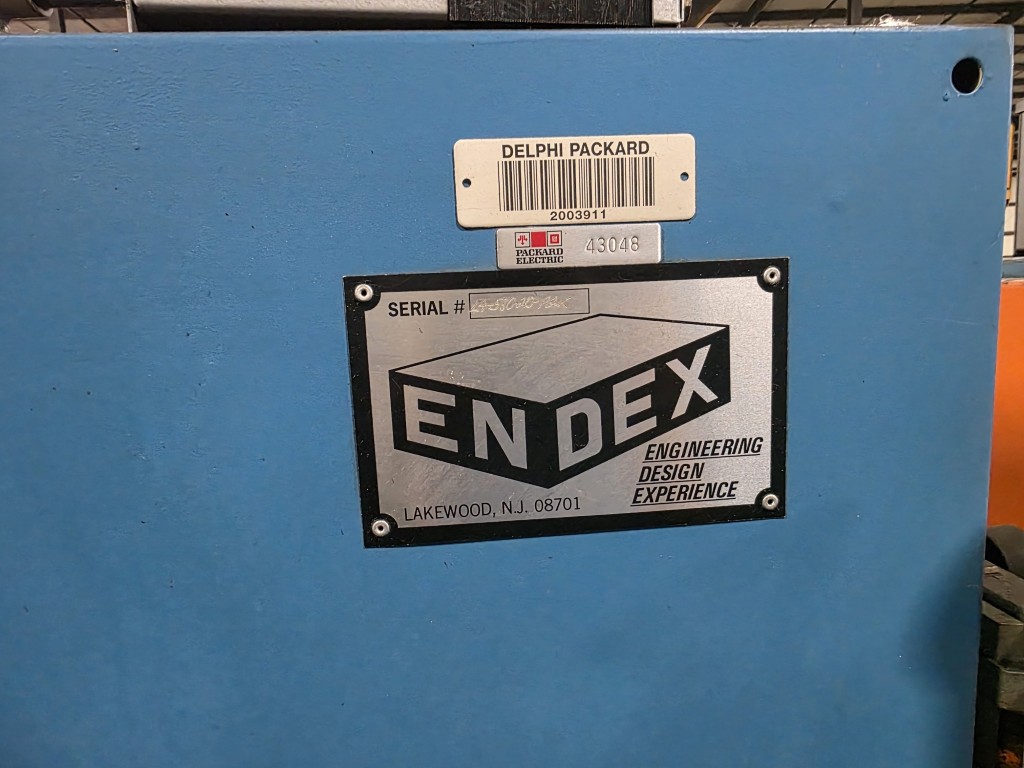 DELPHI PACKARD
2003911
PACKARD
ELECTRIC
43048
SERIAL #
ENDEX
ENGINEERING
DESIGN
EXPERIENCE
LAKEWOOD, N.J. 08701